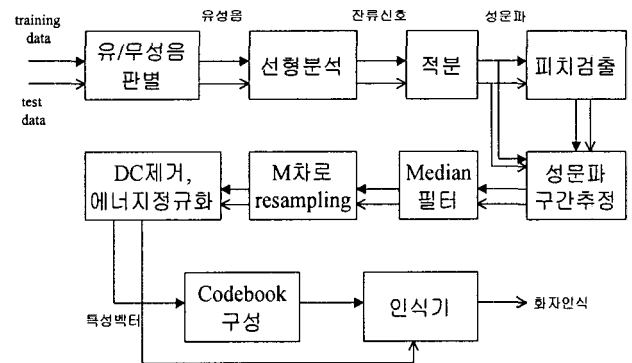 training
data
유성음
잔류신호
성문파
유/무성음
판별
선형분석
적분
피치검출
test
data
DC제거,
에너지정규화
M차로
resampling
Median
필터
성문파
구간추정
Codebook
구성
인식기
화자인식
특성벡터